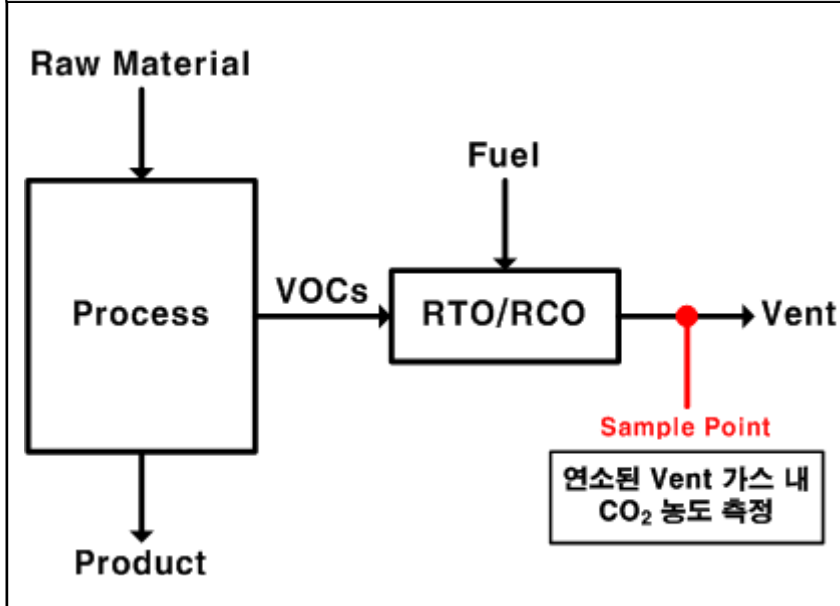 Raw Material
Fuel
VOCs
Process
RTO/RCO
Vent
Sample Point
연소된 Vent 가스 내
CO₂ 농도 측정
Product